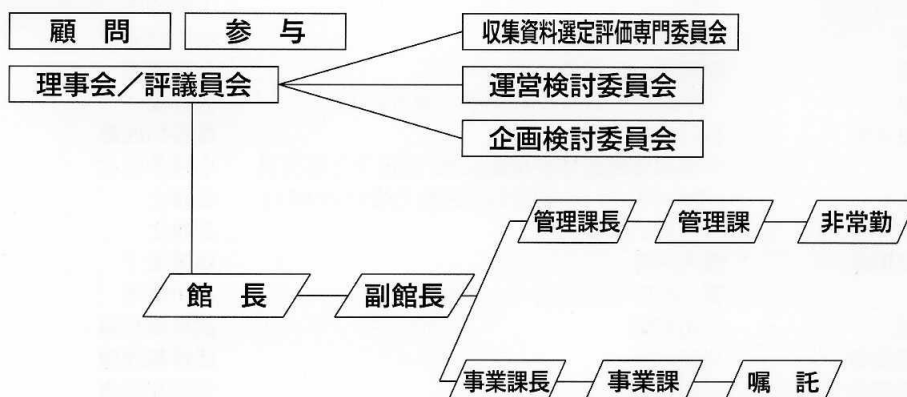 顧問
参与
収集資料選定評価専門委員会
理事会／評議員会
運営検討委員会
企画検討委員会
管理課長
管理課
非常勤
館長
副館長
事業課長
事業課
嘱託